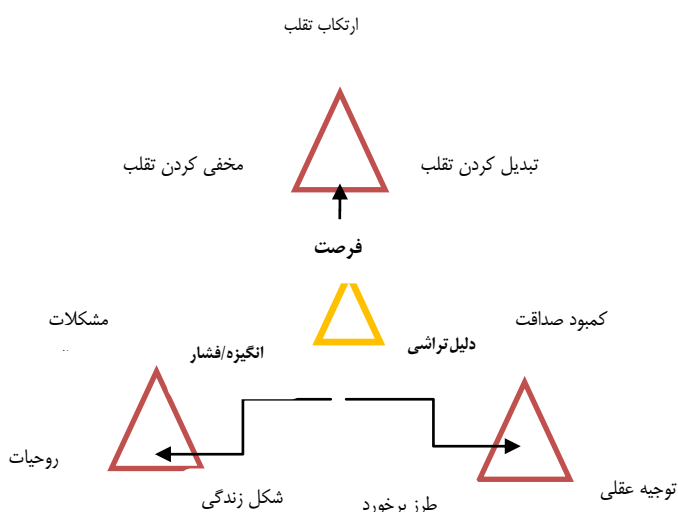 ارتکاب تقلب
تبدیل کردن تقلب
مخفی کردن تقلب
فرصت
کمبود صداقت
مشکلات
دلیل‌تراشی
انگیزه/فشار
روحیات
توجیه عقلی
طرز برخورد
شکل زندگی